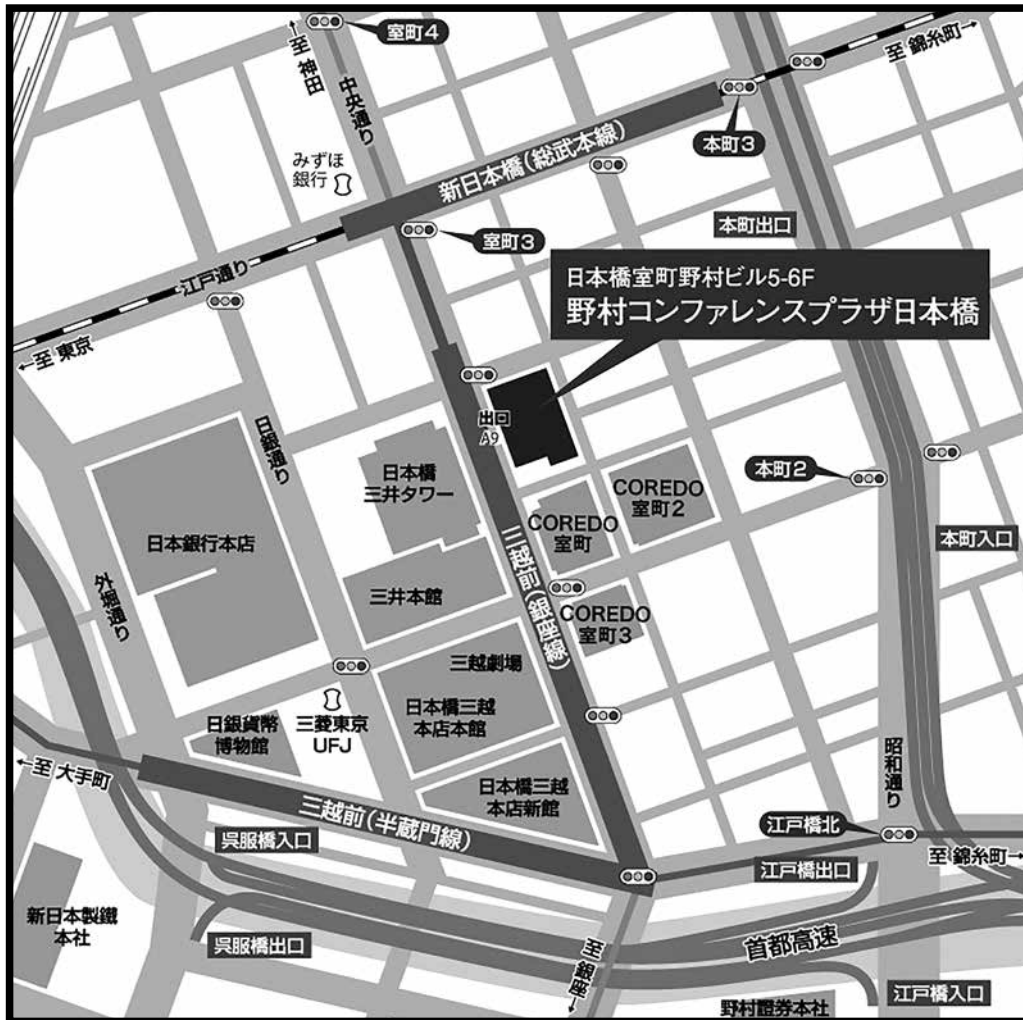 室町4
←至 神田
中央通り
至 錦糸町→
本町3
新日本橋(総武本線)
みずほ
銀行
室町3
本町出口
江戸通り
日本橋室町野村ビル5-6F
野村コンファレンスプラザ日本橋
←至 東京
出口
A9
日銀通り
日本橋
三井タワー
COREDO
室町2
本町2
COREDO
室町
三越前(銀座線)
日本銀行本店
本町入口
外堀通り
三井本館
COREDO
室町3
三越劇場
日本橋三越
本店本館
日銀貨幣
博物館
三菱東京
UFJ
←至 大手町
日本橋三越
本店新館
昭和通り
三越前(半蔵門線)
呉服橋入口
江戸橋北
至 錦糸町→
江戸橋出口
新日本製鐵
本社
呉服橋出口
首都高速
至 銀座→
江戸橋入口
野村證券本社